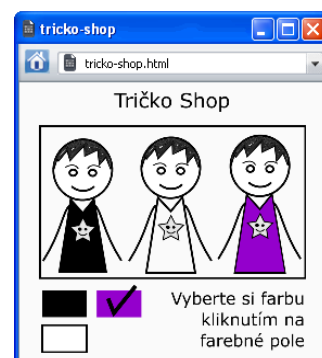 tricko-shop
tricko-shop.html
Tričko Shop
Vyberte si farbu
kliknutím na
farebné pole